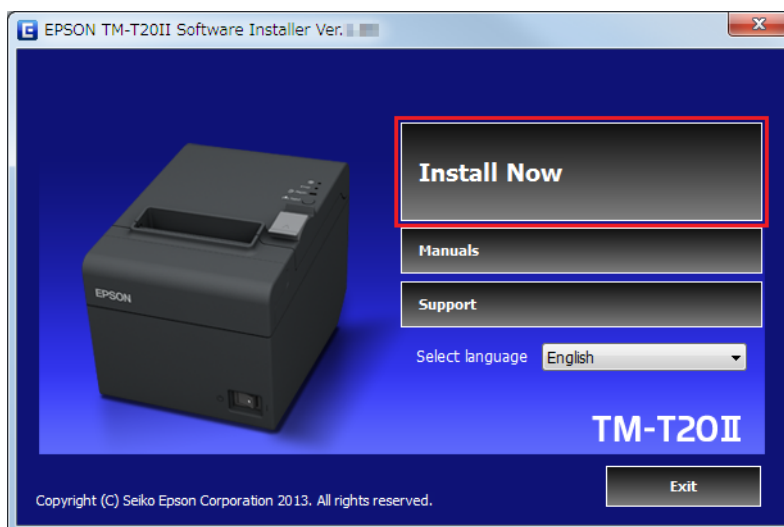 EPSON TM-T20II Software Installer Ver.
Install Now
Manuals
EPSON
Support
Select language English
TM-T20II
Exit
Copyright (C) Seiko Epson Corporation 2013. All rights reserved.